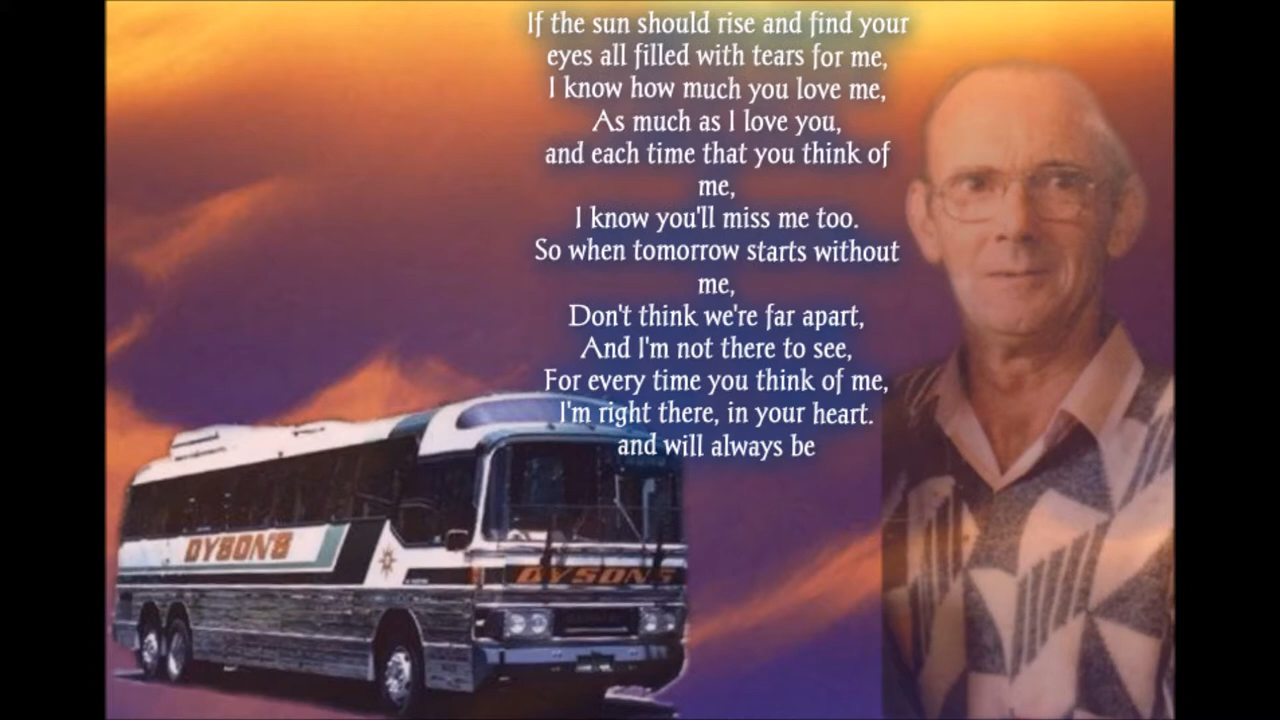 If the sun should rise and find your
eyes all filled with tears for me,
I know how much you love me,
As much as I love you,
and each time that you think of
me,
I know you'll miss me too.
So when tomorrow starts without
me,
Don't think we're far apart,
And I'm not there to see,
For every time you think of me,
I'm right there, in your heart.
and will always be
DYSON'S
DYSON'S